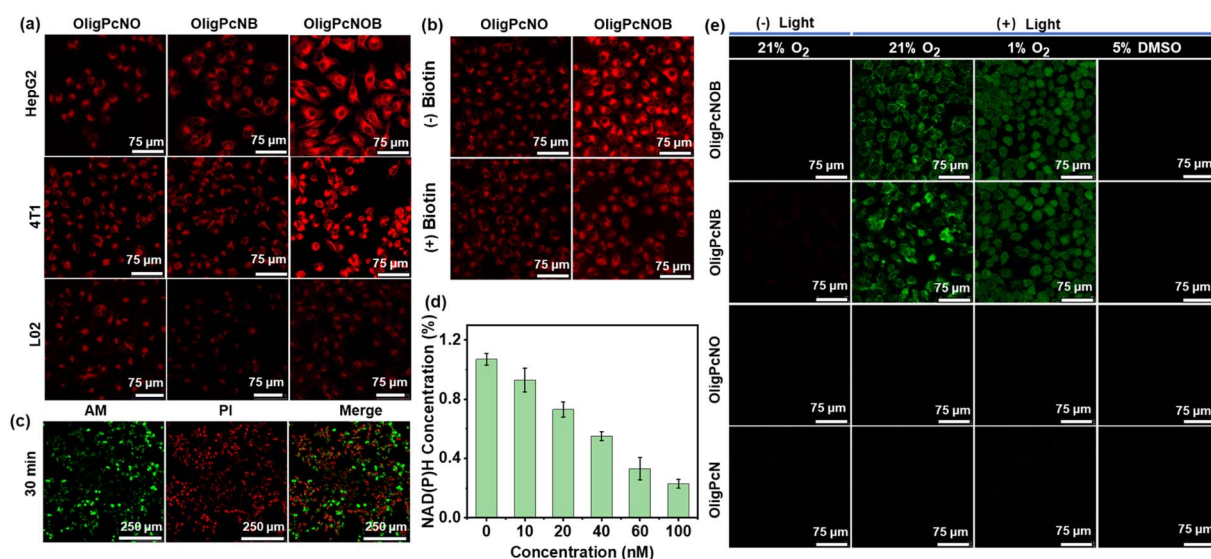 (a) OligPcNO OligPcNB OligPcNOB
HepG2
75 µm 75 µm 75 µm
4T1
75 µm 75 µm 75 µm
L02
75 µm 75 µm 75 µm
(b) OligPcNO OligPcNOB
(-) Biotin
75 µm 75 µm
(+) Biotin
75 µm 75 µm
(c) AM PI Merge
30 min
250 µm 250 µm 250 µm
(d)
NAD(P)H Concentration (%)
1.2
0.8
0.4
0.0
0 10 20 40 60 100
Concentration (nM)
(e) (-) Light (+) Light
21% O2 21% O2 1% O2 5% DMSO
OligPcNOB
75 µm 75 µm 75 µm 75 µm
OligPcNB
75 µm 75 µm 75 µm 75 µm
OligPcNO
75 µm 75 µm 75 µm 75 µm
OligPcN
75 µm 75 µm 75 µm 75 µm